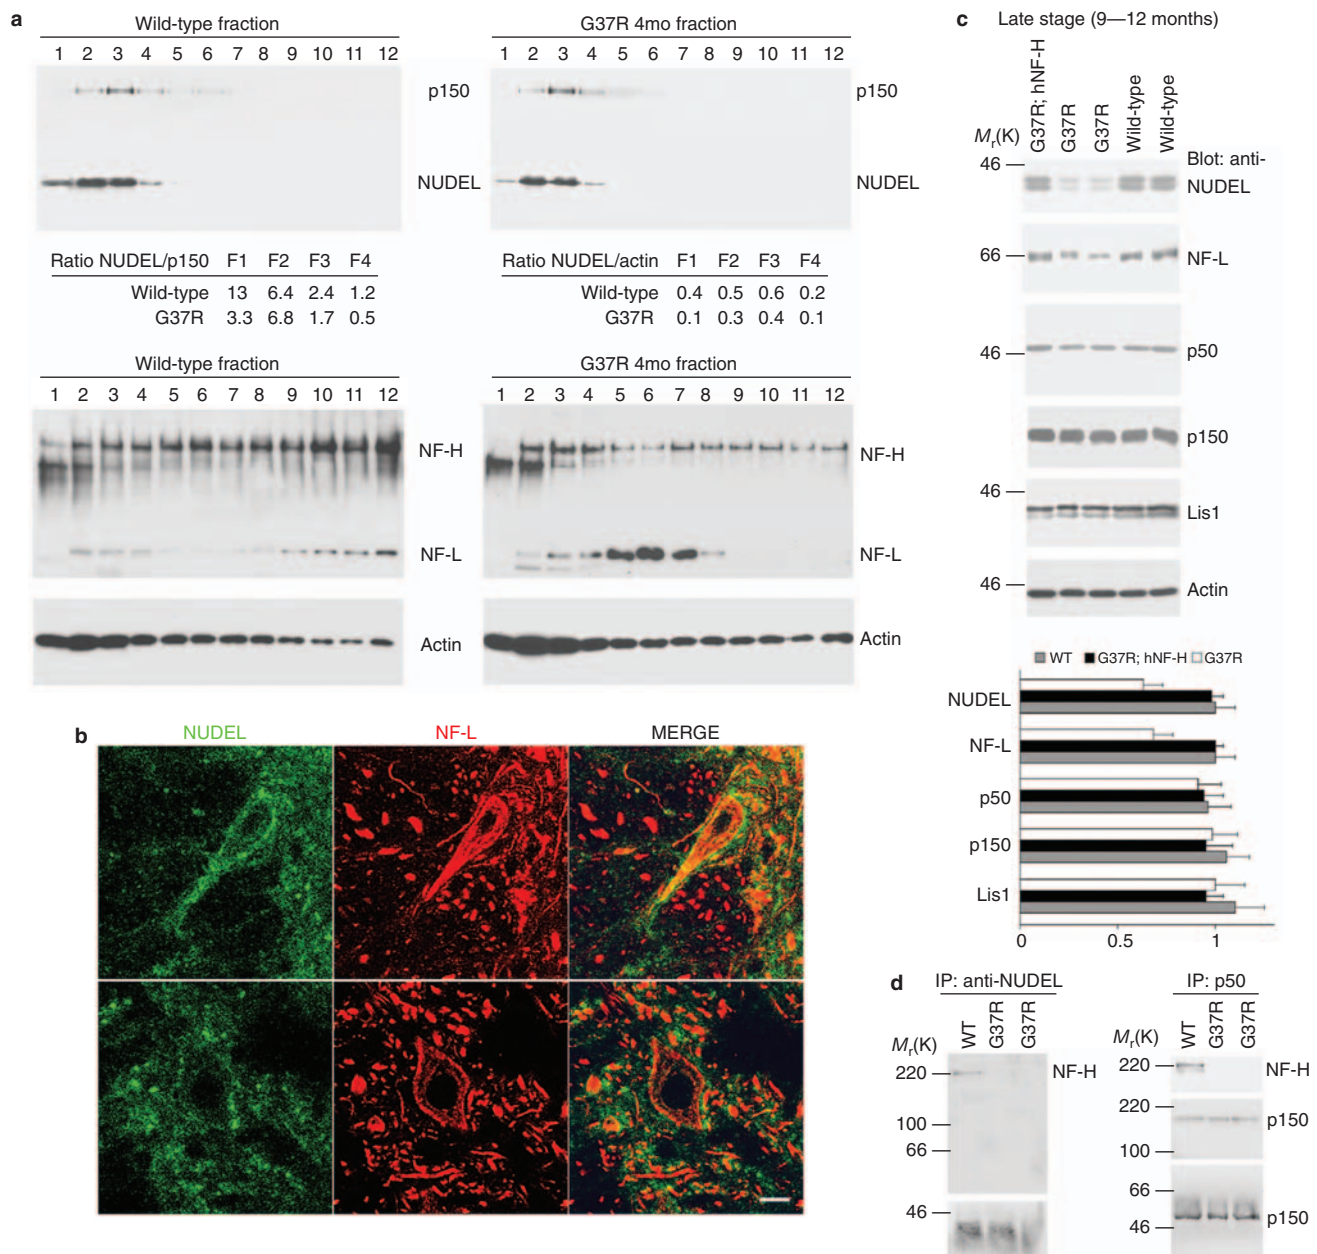 a
Wild-type fraction
1 2 3 4 5 6 7 8 9 10 11 12
p150
NUDEL
G37R 4mo fraction
1 2 3 4 5 6 7 8 9 10 11 12
p150
NUDEL
Ratio NUDEL/p150 F1 F2 F3 F4
Wild-type 13 6.4 2.4 1.2
G37R 3.3 6.8 1.7 0.5
Ratio NUDEL/actin F1 F2 F3 F4
Wild-type 0.4 0.5 0.6 0.2
G37R 0.1 0.3 0.4 0.1
Wild-type fraction
1 2 3 4 5 6 7 8 9 10 11 12
NF-H
NF-L
Actin
G37R 4mo fraction
1 2 3 4 5 6 7 8 9 10 11 12
NF-H
NF-L
Actin
b
NUDEL NF-L MERGE
c Late stage (9—12 months)
G37R; hNF-H
G37R
G37R
Wild-type
Wild-type
Mr(K)
Blot: anti-
46 NUDEL
66 NF-L
46 p50
p150
46 Lis1
46 Actin
WT G37R; hNF-H G37R
NUDEL
NF-L
p50
p150
Lis1
0 0.5 1
d
IP: anti-NUDEL
WT
G37R
G37R
Mr(K)
220 NF-H
100
66
46
IP: p50
WT
G37R
G37R
Mr(K)
220 NF-H
220
p150
100
66
p150
46